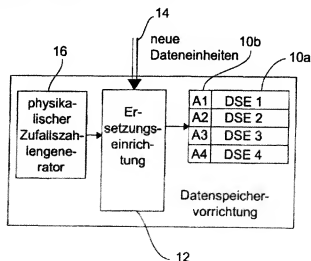 14
16
neue
Dateneinheiten
10b
10a
physika-
lischer
Zufallszah-
lengene-
rator
Er-
setzungs-
einrich-
tung
A1 DSE 1
A2 DSE 2
A3 DSE 3
A4 DSE 4
Datenspeicher-
vorrichtung
12